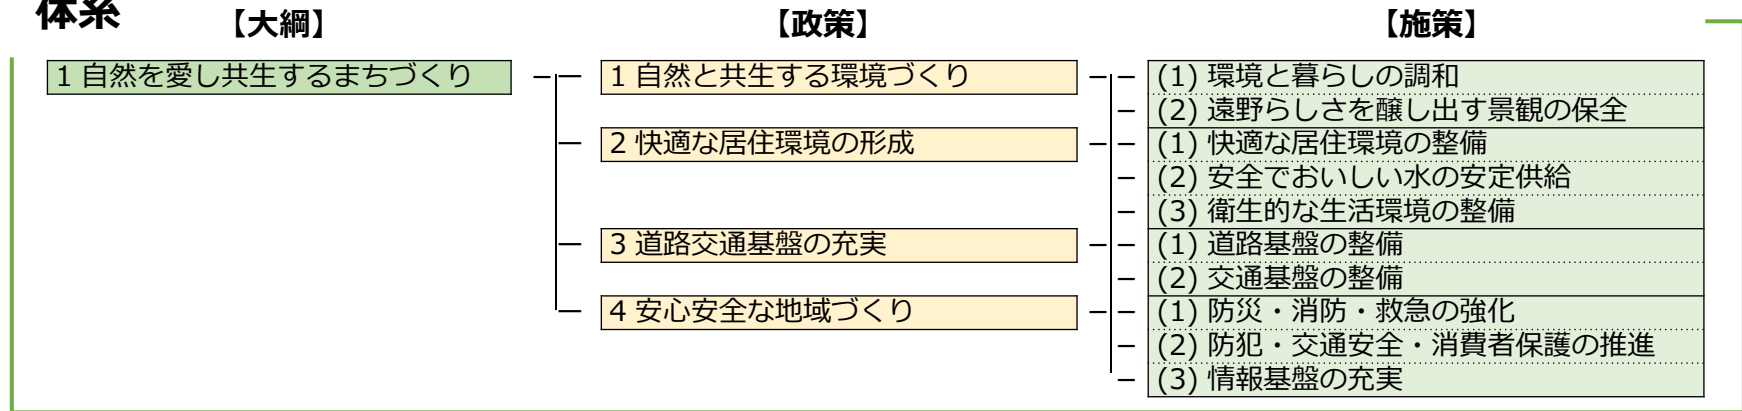 体系
【大綱】 【政策】 【施策】
1 自然を愛し共生するまちづくり 1 自然と共生する環境づくり (1) 環境と暮らしの調和
(2) 遠野らしさを醸し出す景観の保全
2 快適な居住環境の形成 (1) 快適な居住環境の整備
(2) 安全でおいしい水の安定供給
(3) 衛生的な生活環境の整備
3 道路交通基盤の充実 (1) 道路基盤の整備
(2) 交通基盤の整備
4 安心安全な地域づくり (1) 防災・消防・救急の強化
(2) 防犯・交通安全・消費者保護の推進
(3) 情報基盤の充実